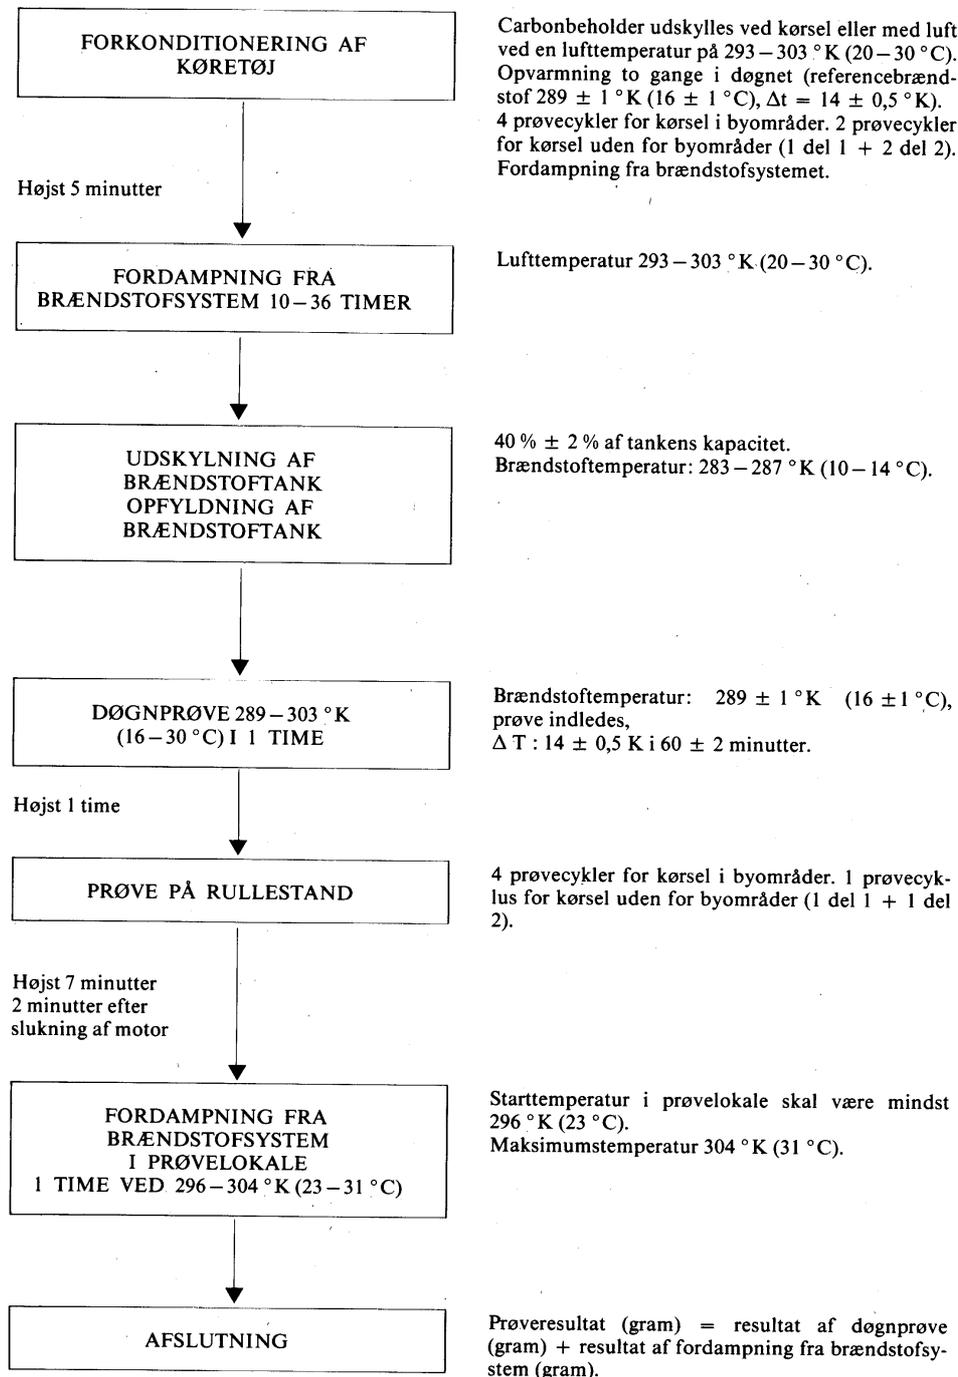 FORKONDITIONERING AF
KØRETØJ
Carbonbeholder udskylles ved kørsel eller med luft
ved en lufttemperatur på 293–303 °K (20–30 °C).
Opvarmning to gange i døgnet (referencebrænd-
stof 289 ± 1 °K (16 ± 1 °C), Δt = 14 ± 0,5 °K).
4 prøvecykler for kørsel i byområder. 2 prøvecykler
for kørsel uden for byområder (1 del 1 + 2 del 2).
Fordampning fra brændstofsystemet.
Højst 5 minutter
FORDAMPNING FRA
BRÆNDSTOFSYSTEM 10–36 TIMER
Lufttemperatur 293–303 °K (20–30 °C).
UDSKYLNING AF
BRÆNDSTOFTANK
OPFYLDNING AF
BRÆNDSTOFTANK
40 % ± 2 % af tankens kapacitet.
Brændstoftemperatur: 283–287 °K (10–14 °C).
DØGNPRØVE 289–303 °K
(16–30 °C) I 1 TIME
Brændstoftemperatur: 289 ± 1 °K (16 ±1 °C),
prøve indledes,
Δ T : 14 ± 0,5 K i 60 ± 2 minutter.
Højst 1 time
PRØVE PÅ RULLESTAND
4 prøvecykler for kørsel i byområder. 1 prøvecyk-
lus for kørsel uden for byområder (1 del 1 + 1 del
2).
Højst 7 minutter
2 minutter efter
slukning af motor
FORDAMPNING FRA
BRÆNDSTOFSYSTEM
I PRØVELOKALE
1 TIME VED 296–304 °K (23–31 °C)
Starttemperatur i prøvelokale skal være mindst
296 °K (23 °C).
Maksimumstemperatur 304 °K (31 °C).
AFSLUTNING
Prøveresultat (gram) = resultat af døgnprøve
(gram) + resultat af fordampning fra brændstofsy-
stem (gram).